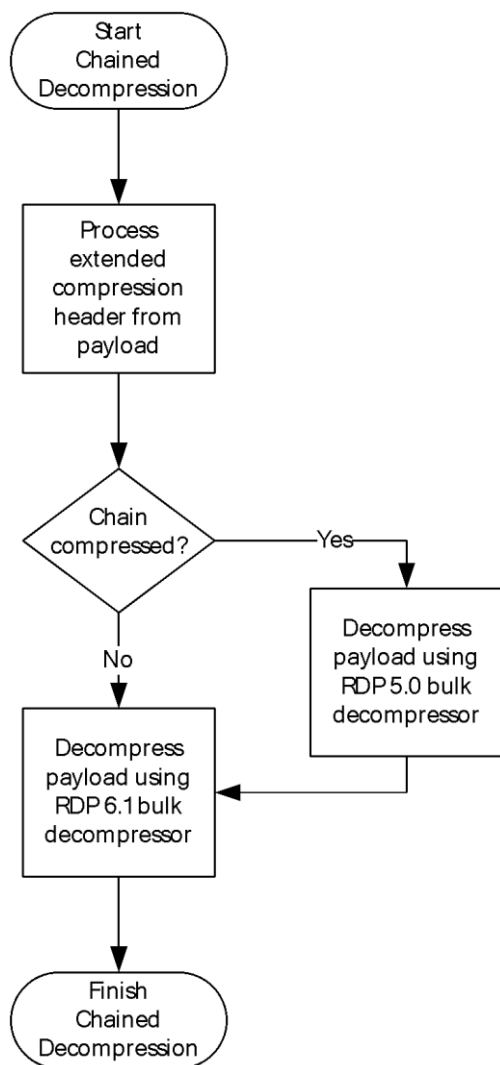 Start
Chained
Decompression
Process
extended
compression
header from
payload
Chain
compressed?
Yes
No
Decompress
payload using
RDP 5.0 bulk
decompressor
Decompress
payload using
RDP 6.1 bulk
decompressor
Finish
Chained
Decompression